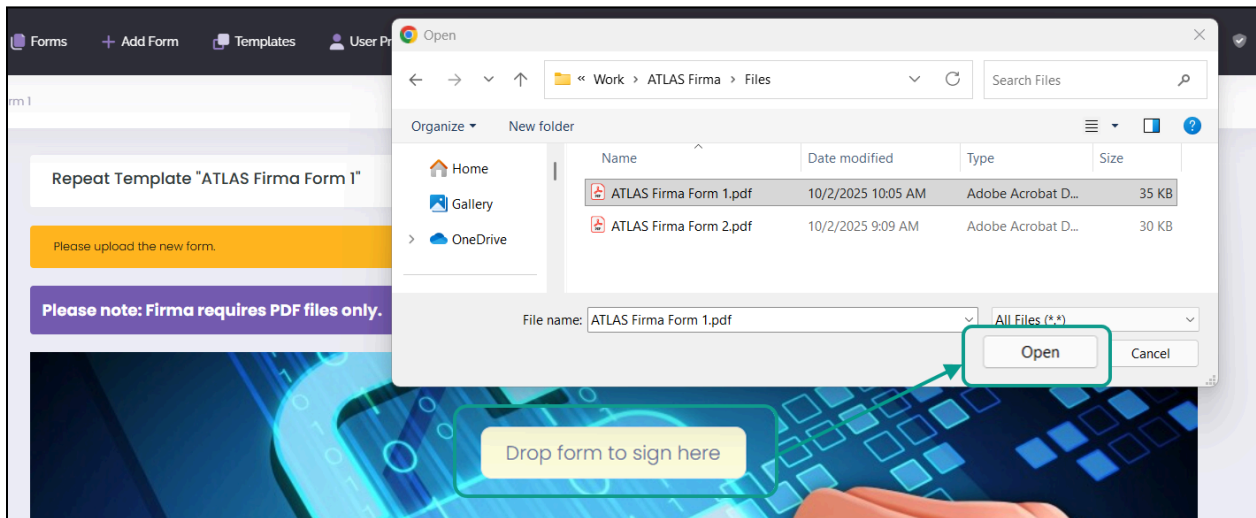 Forms
Add Form
Templates
User Pr
rm 1
Repeat Template "ATLAS Firma Form 1"
Please upload the new form.
Please note: Firma requires PDF files only.
Drop form to sign here
Open
« Work > ATLAS Firma > Files
Search Files
Organize
New folder
Home
Gallery
OneDrive
Name Date modified Type Size
ATLAS Firma Form 1.pdf 10/2/2025 10:05 AM Adobe Acrobat D... 35 KB
ATLAS Firma Form 2.pdf 10/2/2025 9:09 AM Adobe Acrobat D... 30 KB
File name: ATLAS Firma Form 1.pdf
All Files (*.*)
Open
Cancel